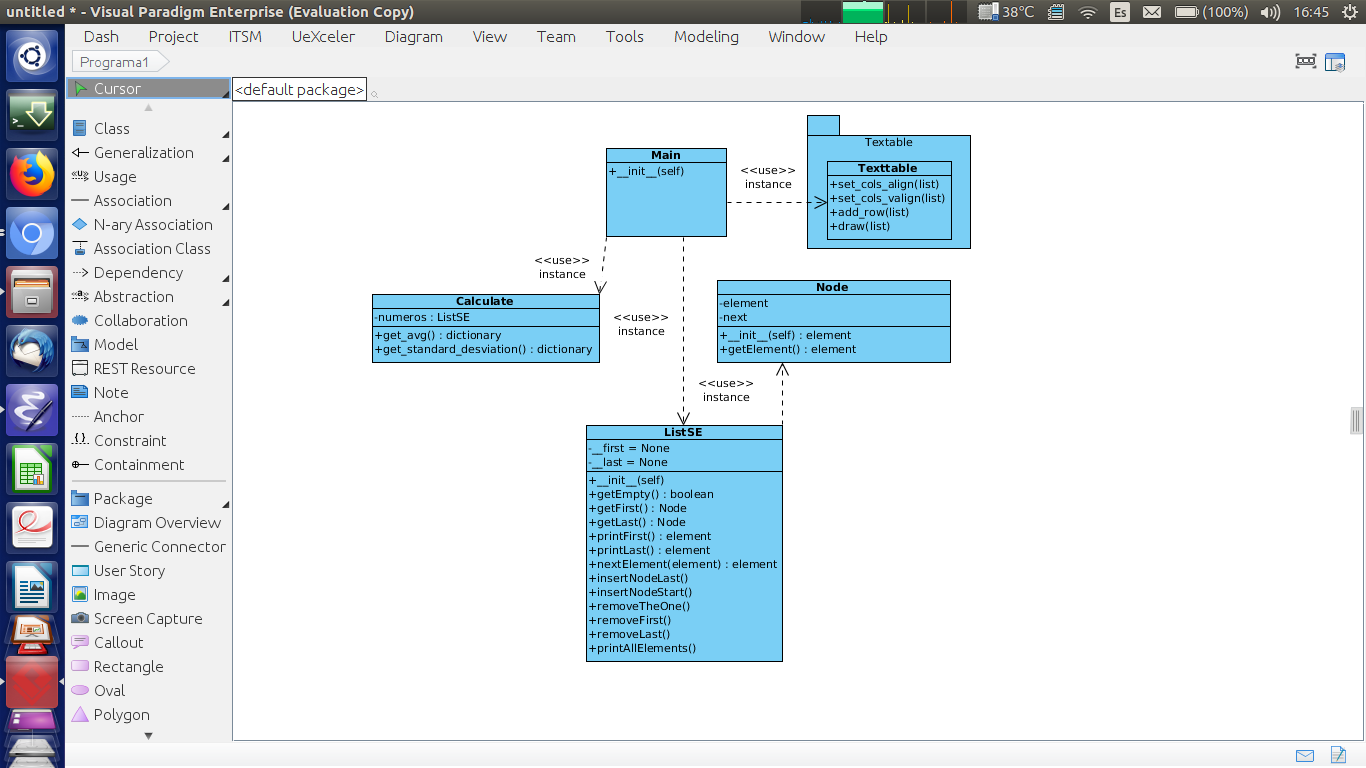 untitled * - Visual Paradigm Enterprise (Evaluation Copy)
38°C
Es
(100%)
16:45
Dash Project ITSM UeXceler Diagram View Team Tools Modeling Window Help
Programa1
Cursor
Class
Generalization
Usage
Association
N-ary Association
Association Class
Dependency
Abstraction
Collaboration
Model
REST Resource
Note
Anchor
Constraint
Containment
Package
Diagram Overview
Generic Connector
User Story
Image
Screen Capture
Callout
Rectangle
Oval
Polygon
<default package>
Main
+__init__(self)
<<use>>
instance
Textable
Texttable
+set_cols_align(list)
+set_cols_valign(list)
+add_row(list)
+draw(list)
<<use>>
instance
Calculate
-numeros : ListSE
+get_avg() : dictionary
+get_standard_desviation() : dictionary
<<use>>
instance
Node
-element
-next
+__init__(self) : element
+getElement() : element
<<use>>
instance
ListSE
-__first = None
-__last = None
+__init__(self)
+getEmpty() : boolean
+getFirst() : Node
+getLast() : Node
+printFirst() : element
+printLast() : element
+nextElement(element) : element
+insertNodeLast()
+insertNodeStart()
+removeTheOne()
+removeFirst()
+removeLast()
+printAllElements()